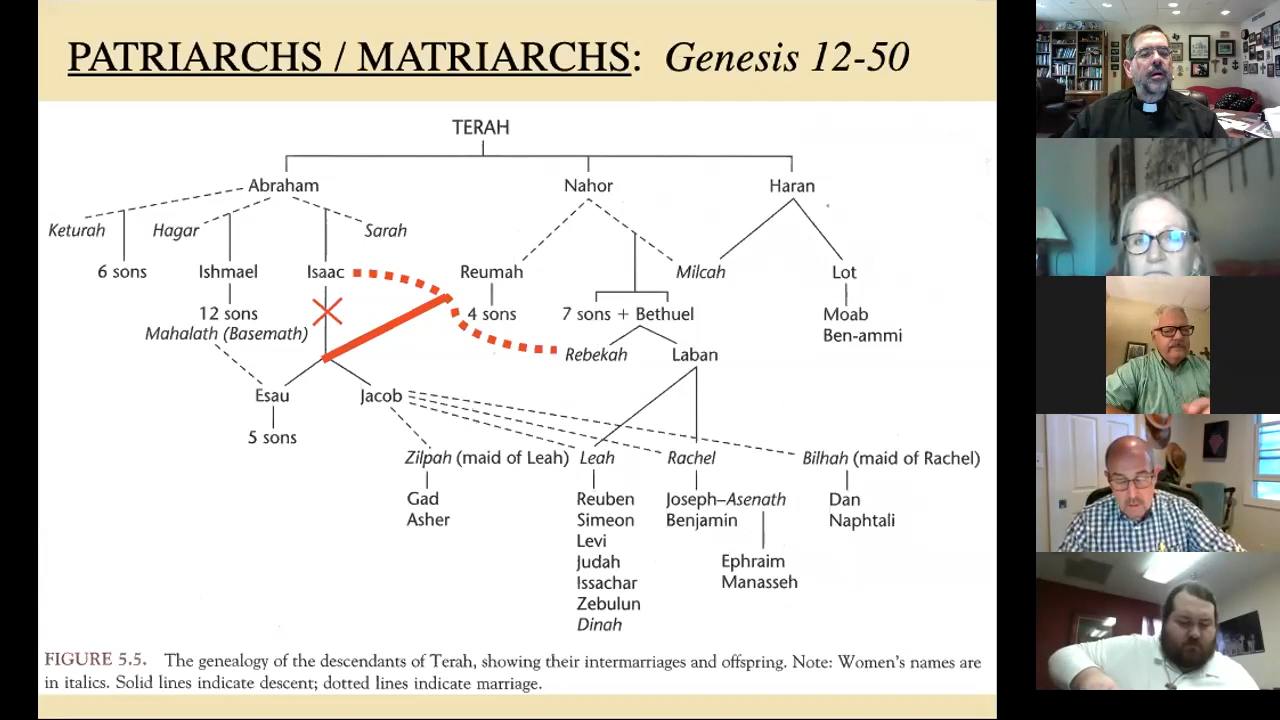 PATRIARCHS / MATRIARCHS: Genesis 12-50
TERAH
Abraham Nahor Haran
Keturah Hagar Sarah
6 sons Ishmael Isaac Reumah Milcah Lot
12 sons 4 sons 7 sons + Bethuel Moab
Mahalath (Basemath) Ben-ammi
Rebekah Laban
Esau Jacob
5 sons
Zilpah (maid of Leah) Leah Rachel Bilhah (maid of Rachel)
Gad Reuben Joseph–Asenath Dan
Asher Simeon Benjamin Naphtali
Levi
Judah Ephraim
Issachar Manasseh
Zebulun
Dinah
FIGURE 5.5. The genealogy of the descendants of Terah, showing their intermarriages and offspring. Note: Women's names are
in italics. Solid lines indicate descent; dotted lines indicate marriage.